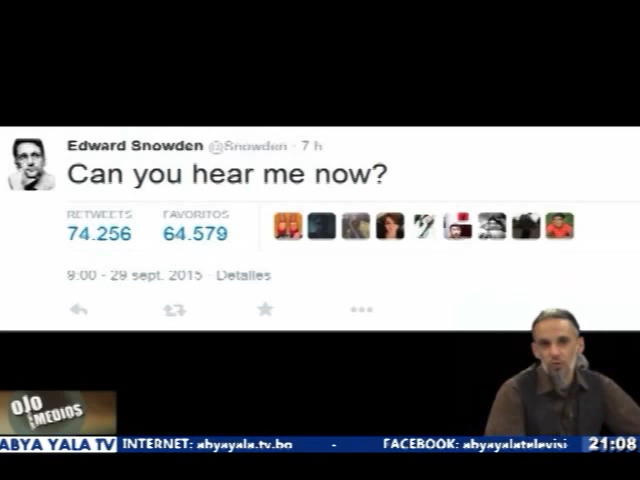 Edward Snowden @Snowden · 7 h
Can you hear me now?
RETWEETS FAVORITOS
74.256 64.579
9:00 - 29 sept. 2015 · Detalles
OJO
MEDIOS
ABYA YALA TV INTERNET: abyayala.tv.bo - FACEBOOK: abyayalatelevisi 21:08